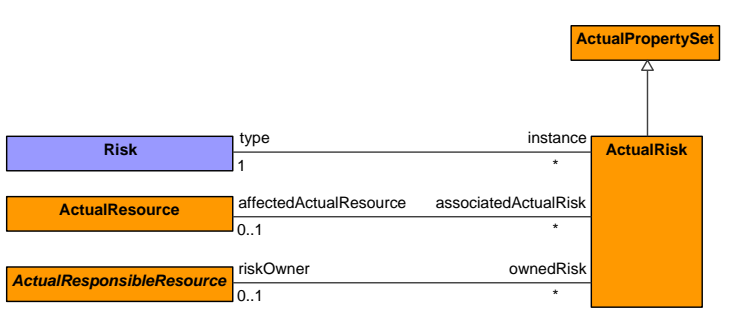 ActualPropertySet
type instance
Risk ActualRisk
1 *
affectedActualResource associatedActualRisk
ActualResource
0..1 *
riskOwner ownedRisk
ActualResponsibleResource
0..1 *